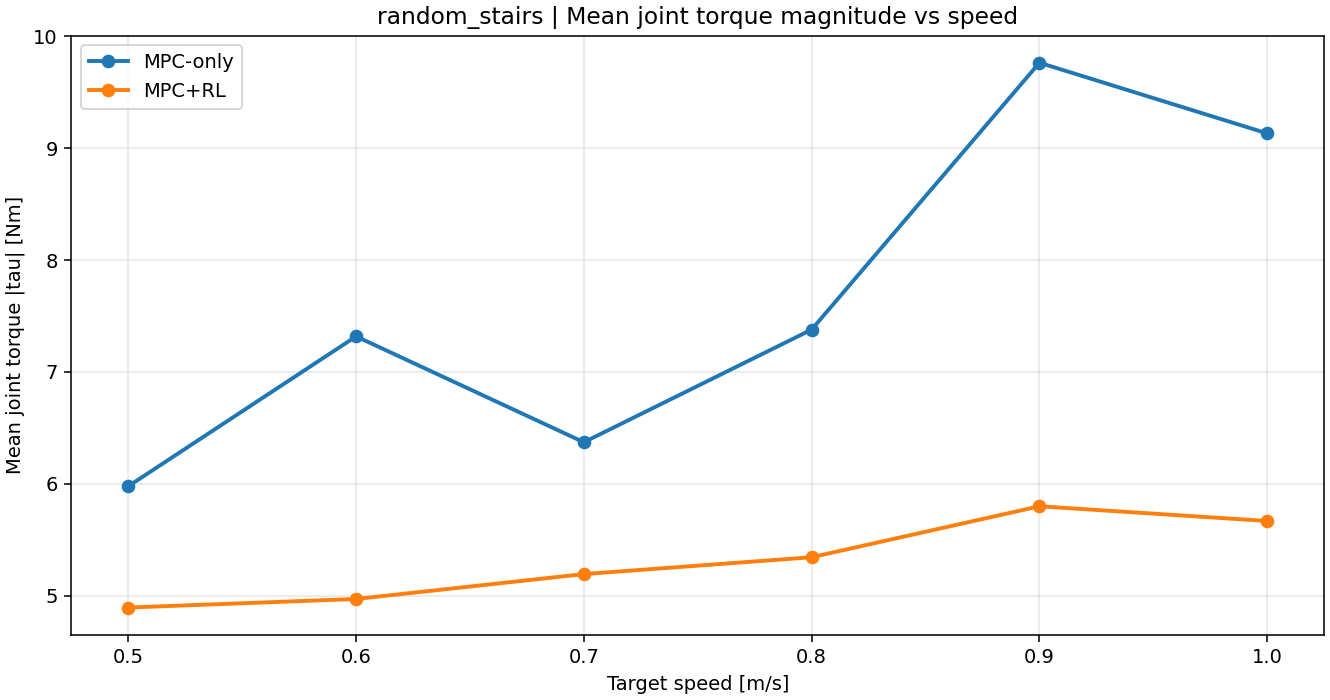 random_stairs | Mean joint torque magnitude vs speed
MPC-only
MPC+RL
Mean joint torque |tau| [Nm]
10
9
8
7
6
5
0.5 0.6 0.7 0.8 0.9 1.0
Target speed [m/s]